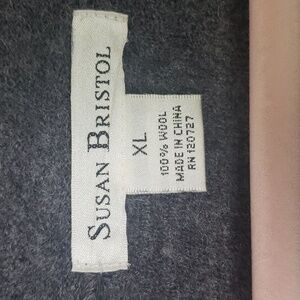 SUSAN BRISTOL
XL
100% WOOL
MADE IN CHINA
RN 120727